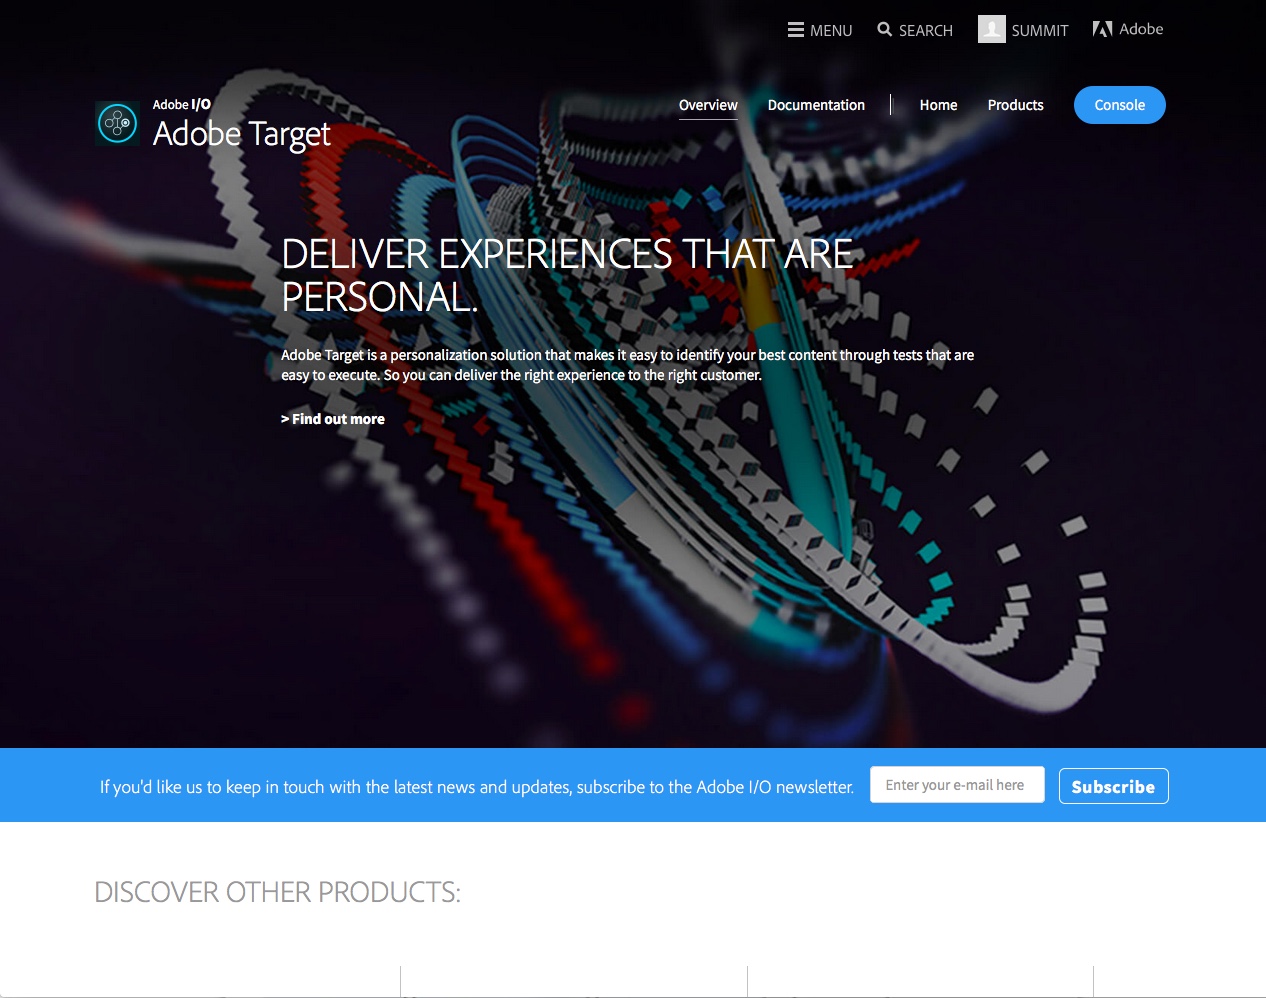 MENU SEARCH SUMMIT Adobe
Adobe I/O
Adobe Target
Overview Documentation Home Products Console
DELIVER EXPERIENCES THAT ARE
PERSONAL.
Adobe Target is a personalization solution that makes it easy to identify your best content through tests that are
easy to execute. So you can deliver the right experience to the right customer.
> Find out more
If you'd like us to keep in touch with the latest news and updates, subscribe to the Adobe I/O newsletter. Enter your e-mail here Subscribe
DISCOVER OTHER PRODUCTS: